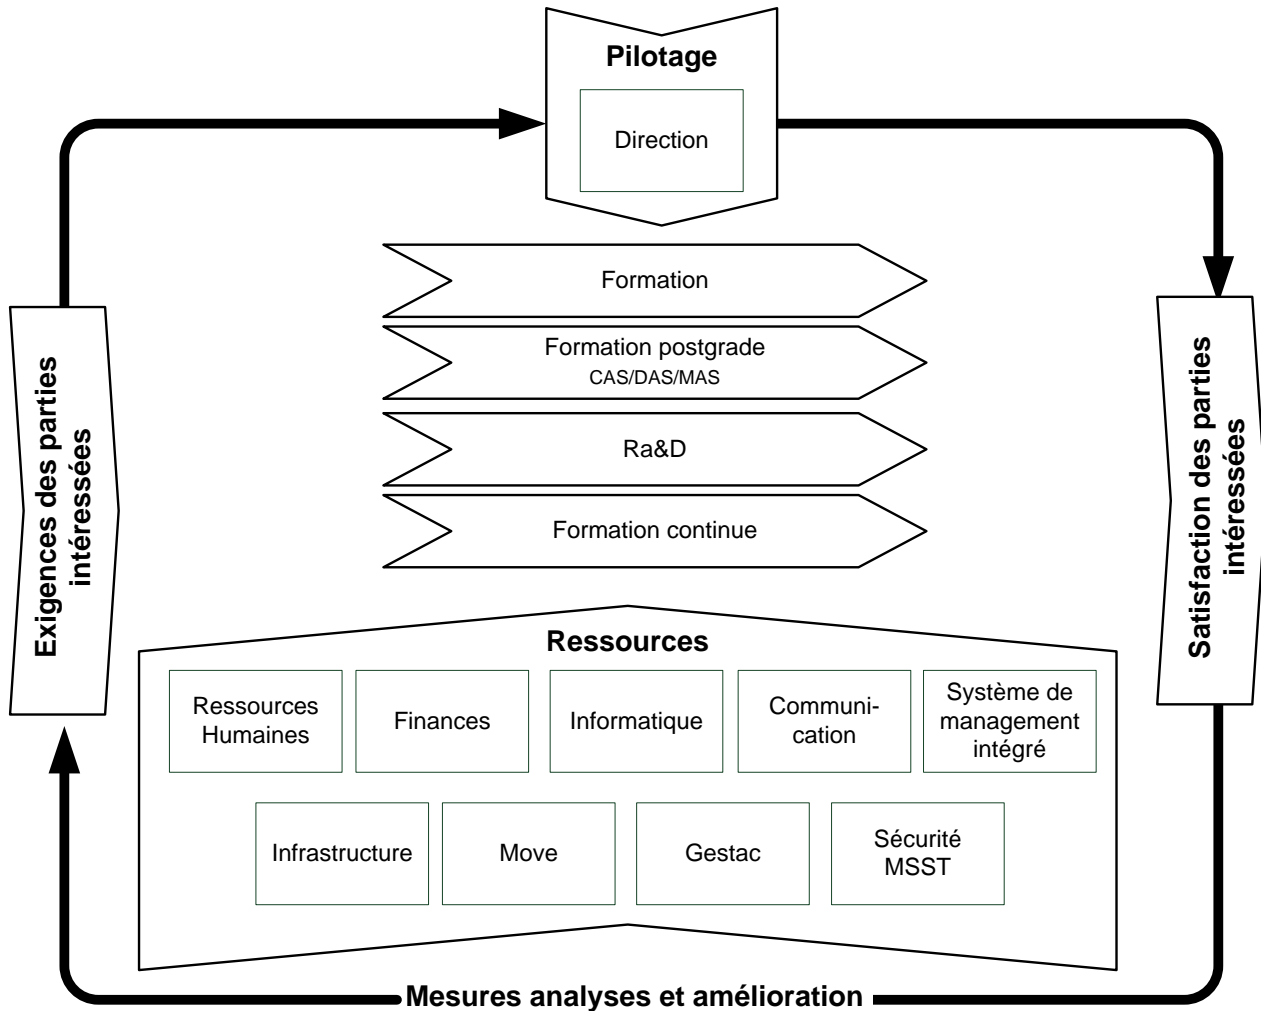 Pilotage
Direction
Formation
Formation postgrade
CAS/DAS/MAS
Ra&D
Formation continue
Exigences des parties
intéressées
Satisfaction des parties
intéressées
Ressources
Ressources
Humaines
Finances
Informatique
Communi-
cation
Système de
management
intégré
Infrastructure
Move
Gestac
Sécurité
MSST
Mesures analyses et amélioration